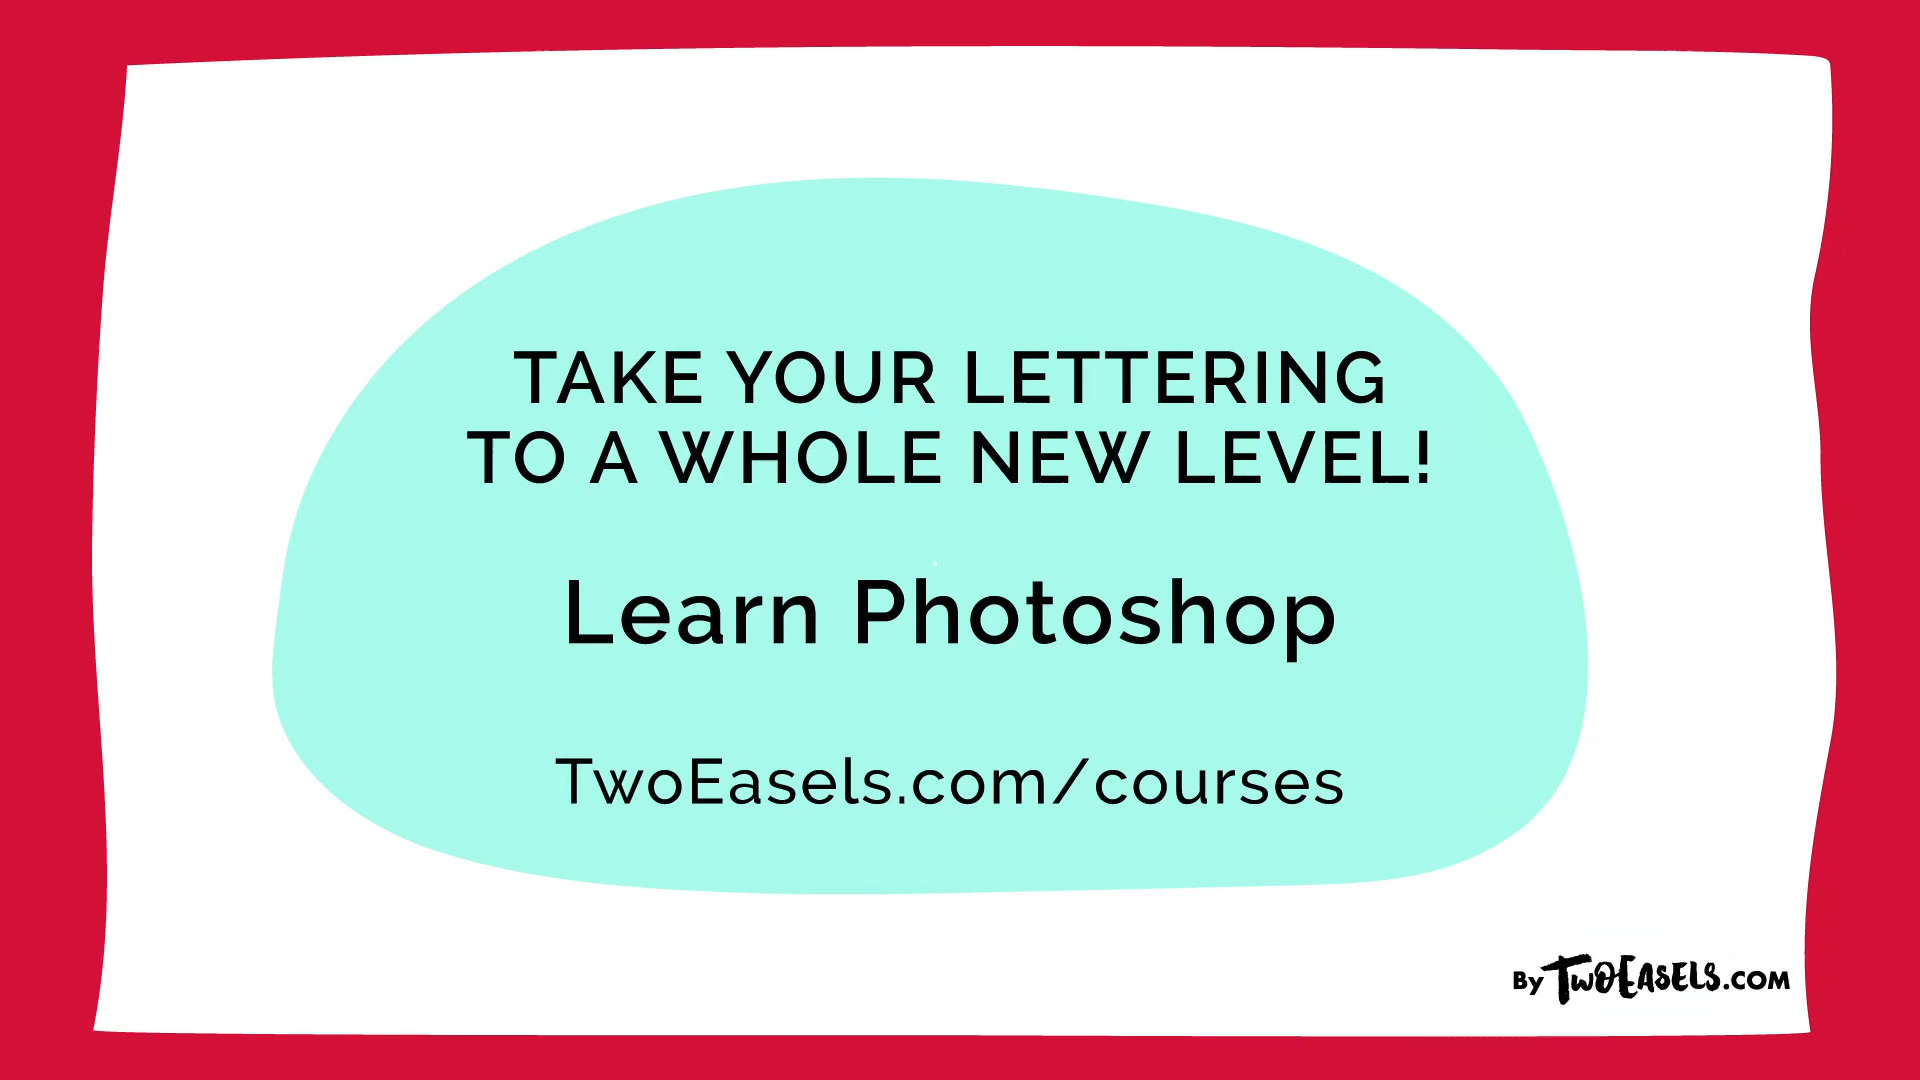 TAKE YOUR LETTERING
TO A WHOLE NEW LEVEL!
Learn Photoshop
TwoEasels.com/courses
BY TWOEASELS.COM